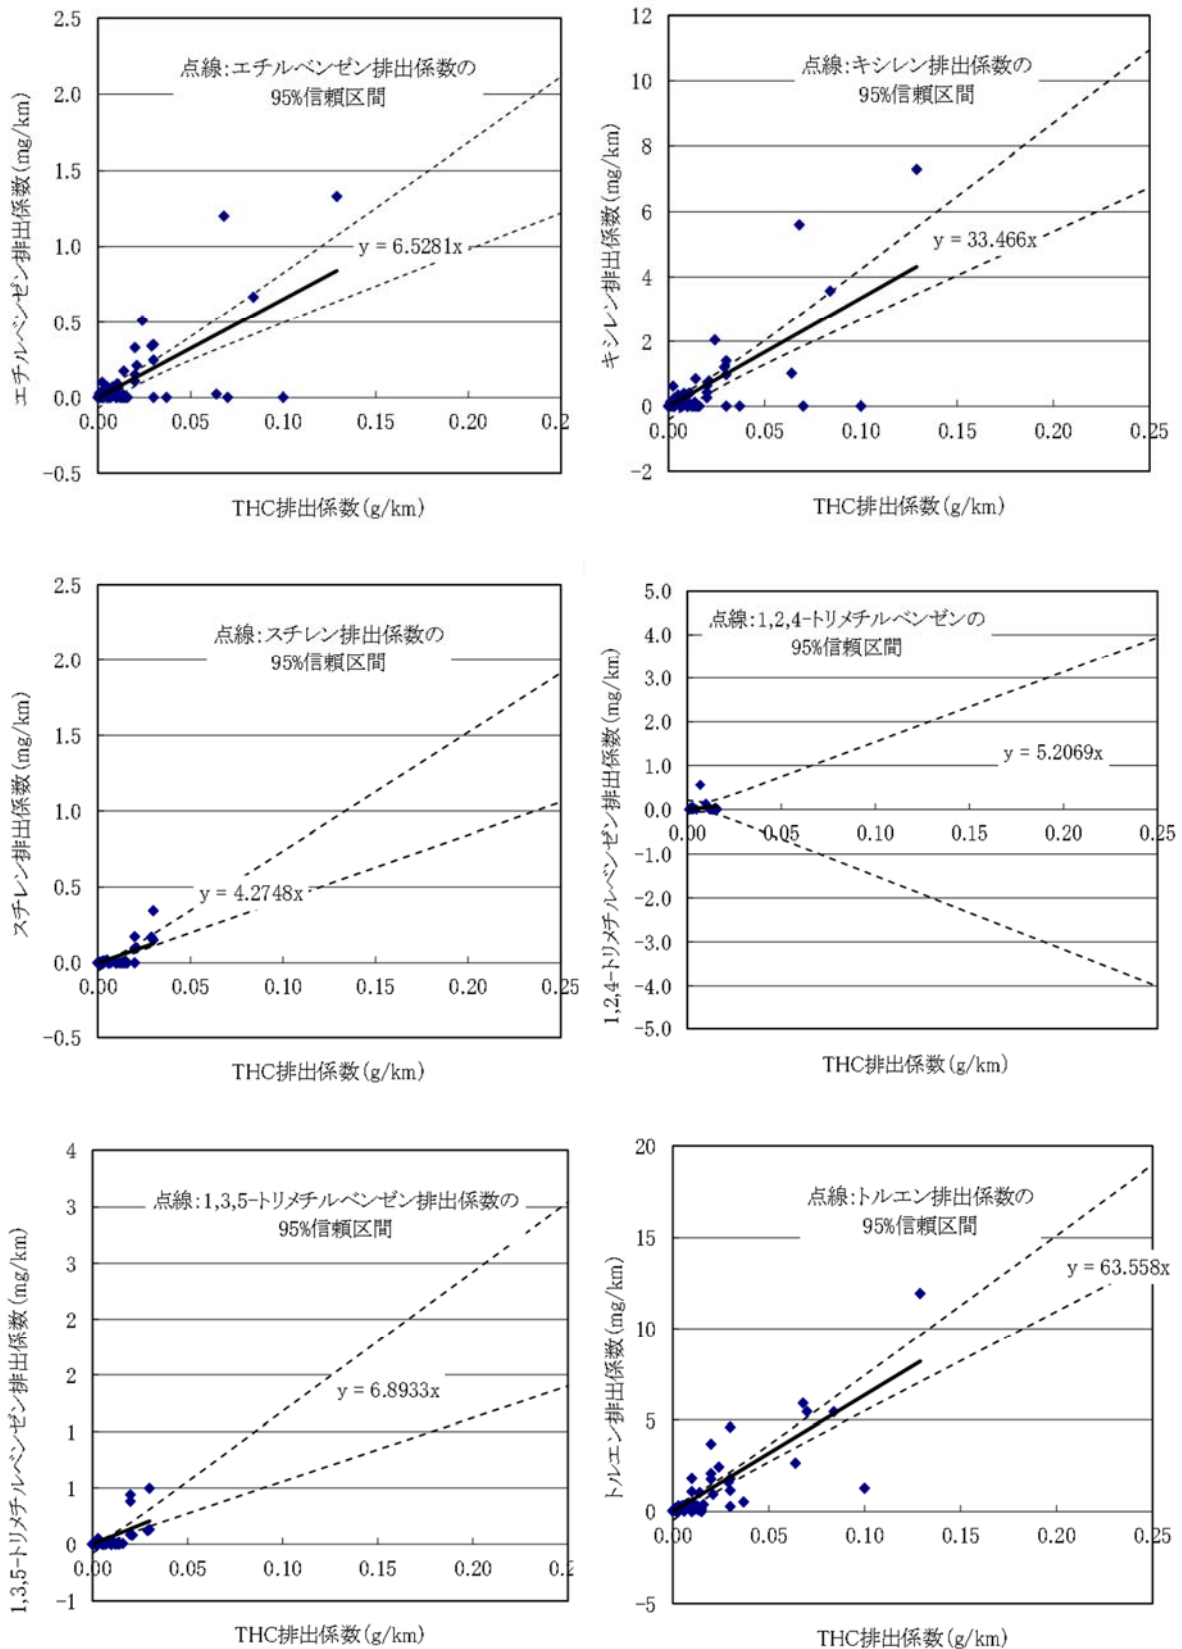 2.5
2.0
1.5
1.0
0.5
0.0
-0.5
エチルベンゼン排出係数(mg/km)
点線:エチルベンゼン排出係数の
95%信頼区間
y = 6.5281x
0.00 0.05 0.10 0.15 0.20 0.2
THC排出係数(g/km)
12
10
8
6
4
2
0
-2
キシレン排出係数(mg/km)
点線:キシレン排出係数の
95%信頼区間
y = 33.466x
0.00 0.05 0.10 0.15 0.20 0.25
THC排出係数(g/km)
2.5
2.0
1.5
1.0
0.5
0.0
-0.5
スチレン排出係数(mg/km)
点線:スチレン排出係数の
95%信頼区間
y = 4.2748x
0.00 0.05 0.10 0.15 0.20 0.25
THC排出係数(g/km)
5.0
4.0
3.0
2.0
1.0
0.0
-1.0
-2.0
-3.0
-4.0
-5.0
1,2,4-トリメチルベンゼン排出係数(mg/km)
点線:1,2,4-トリメチルベンゼンの
95%信頼区間
y = 5.2069x
0.00 0.05 0.10 0.15 0.20 0.25
THC排出係数(g/km)
4
3
3
2
2
1
1
0
-1
1,3,5-トリメチルベンゼン排出係数(mg/km)
点線:1,3,5-トリメチルベンゼン排出係数の
95%信頼区間
y = 6.8933x
0.00 0.05 0.10 0.15 0.20 0.2
THC排出係数(g/km)
20
15
10
5
0
-5
トルエン排出係数(mg/km)
点線:トルエン排出係数の
95%信頼区間
y = 63.558x
0.00 0.05 0.10 0.15 0.20 0.25
THC排出係数(g/km)